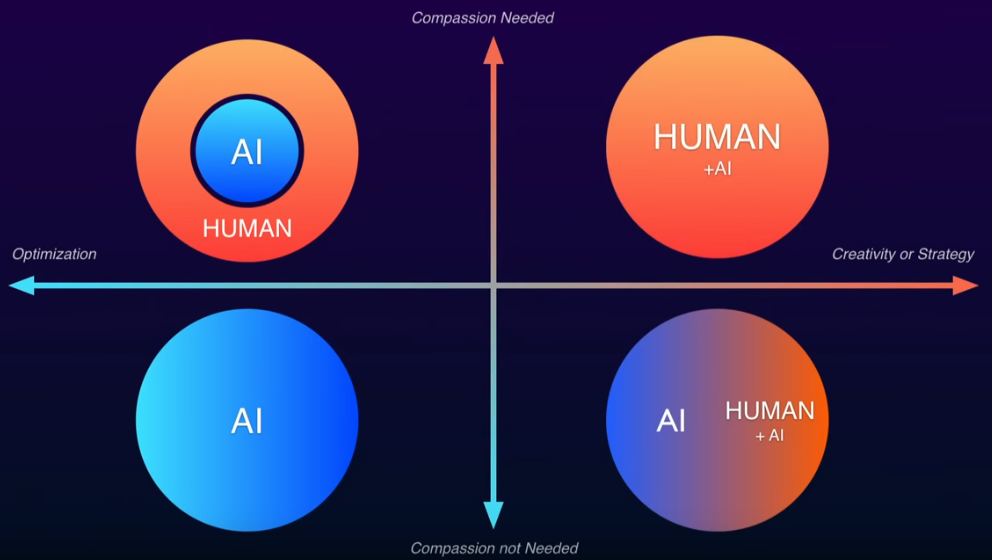 Compassion Needed
AI
HUMAN
HUMAN
+AI
Optimization
Creativity or Strategy
AI
AI
HUMAN
+ AI
Compassion not Needed